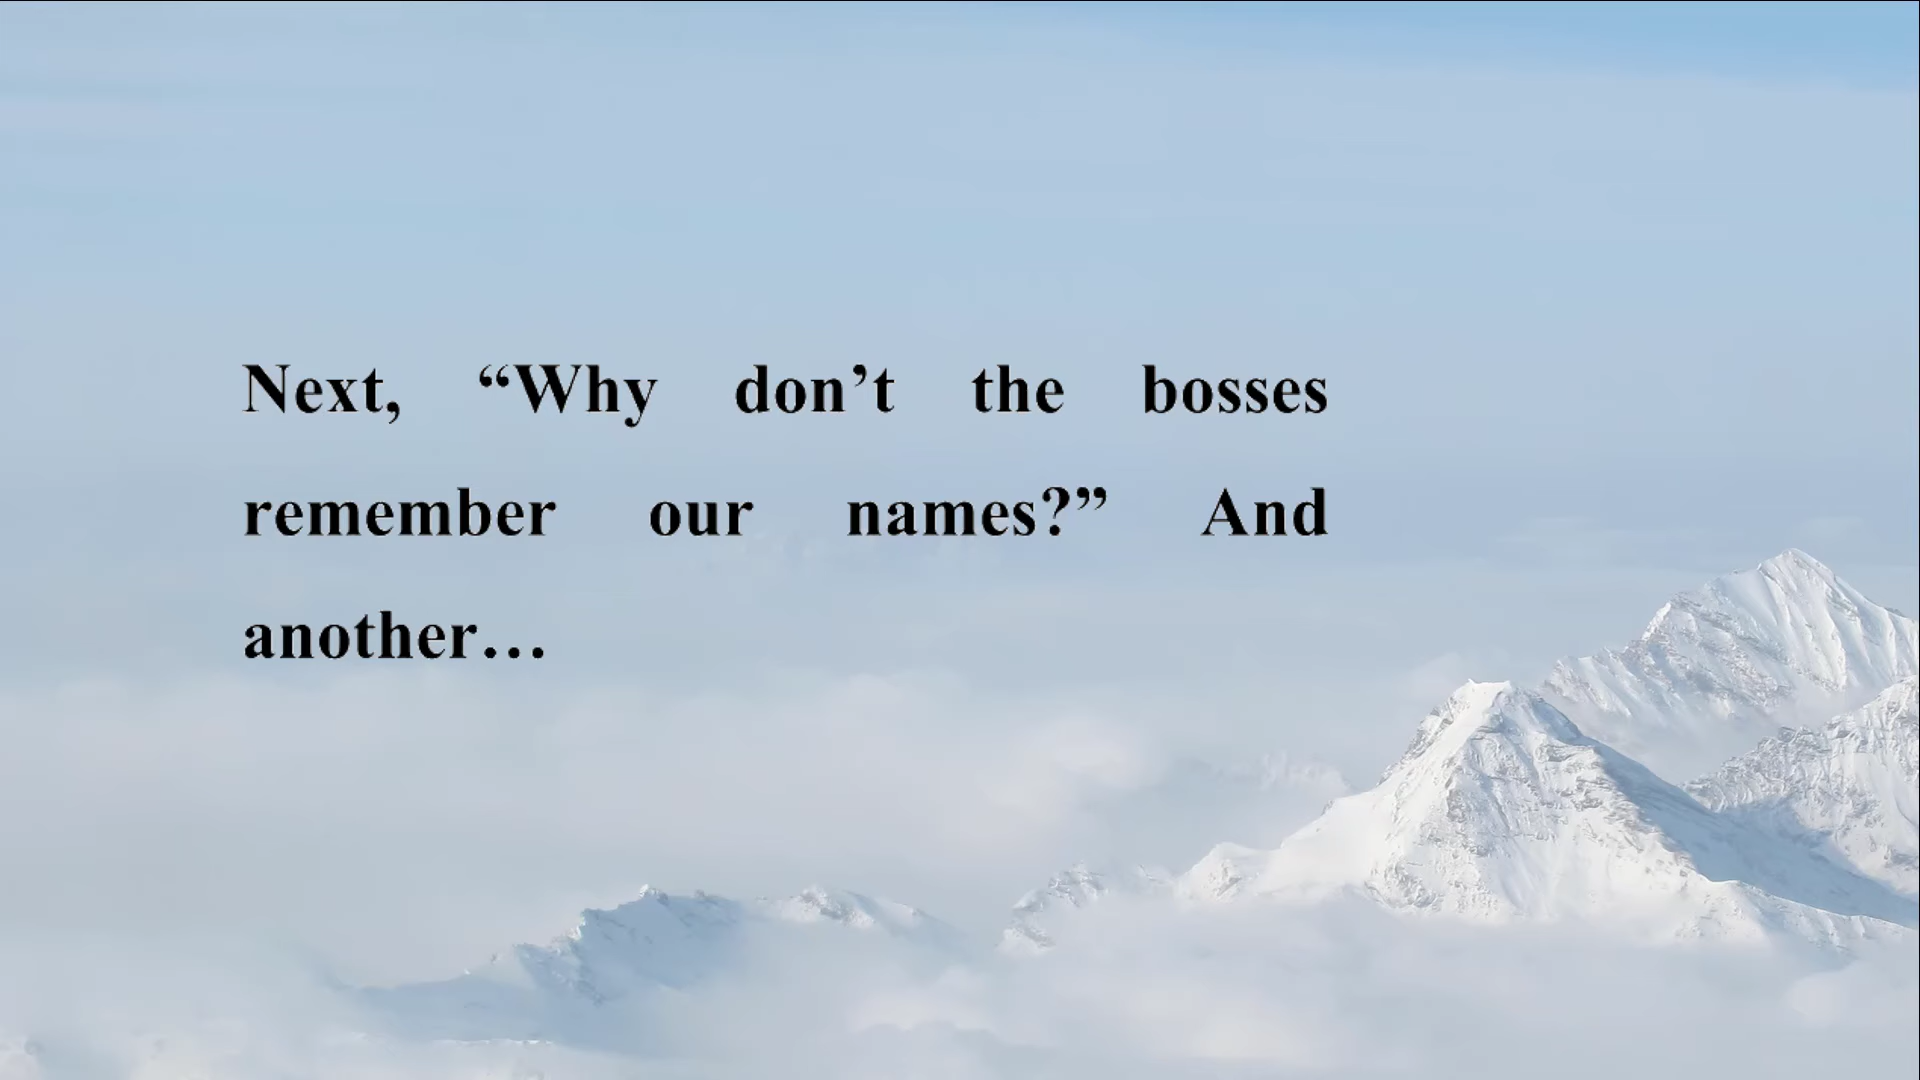 Next, “Why don’t the bosses
remember our names?” And
another…